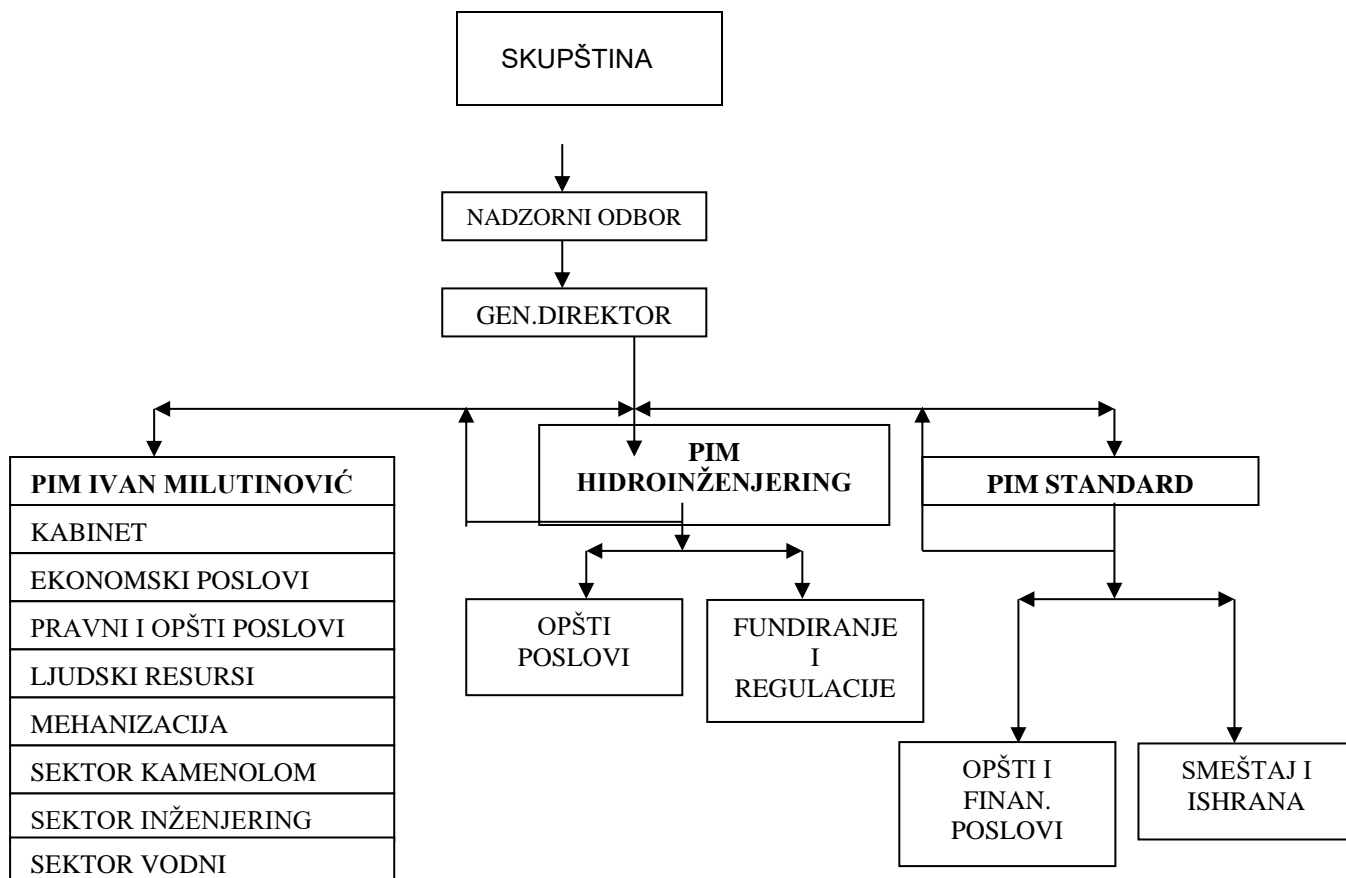 SKUPŠTINA
NADZORNI ODBOR
GEN.DIREKTOR
PIM IVAN MILUTINOVIĆ
KABINET
EKONOMSKI POSLOVI
PRAVNI I OPŠTI POSLOVI
LJUDSKI RESURSI
MEHANIZACIJA
SEKTOR KAMENOLOM
SEKTOR INŽENJERING
SEKTOR VODNI
PIM
HIDROINŽENJERING
OPŠTI
POSLOVI
FUNDIRANJE
I
REGULACIJE
PIM STANDARD
OPŠTI I
FINAN.
POSLOVI
SMEŠTAJ I
ISHRANA